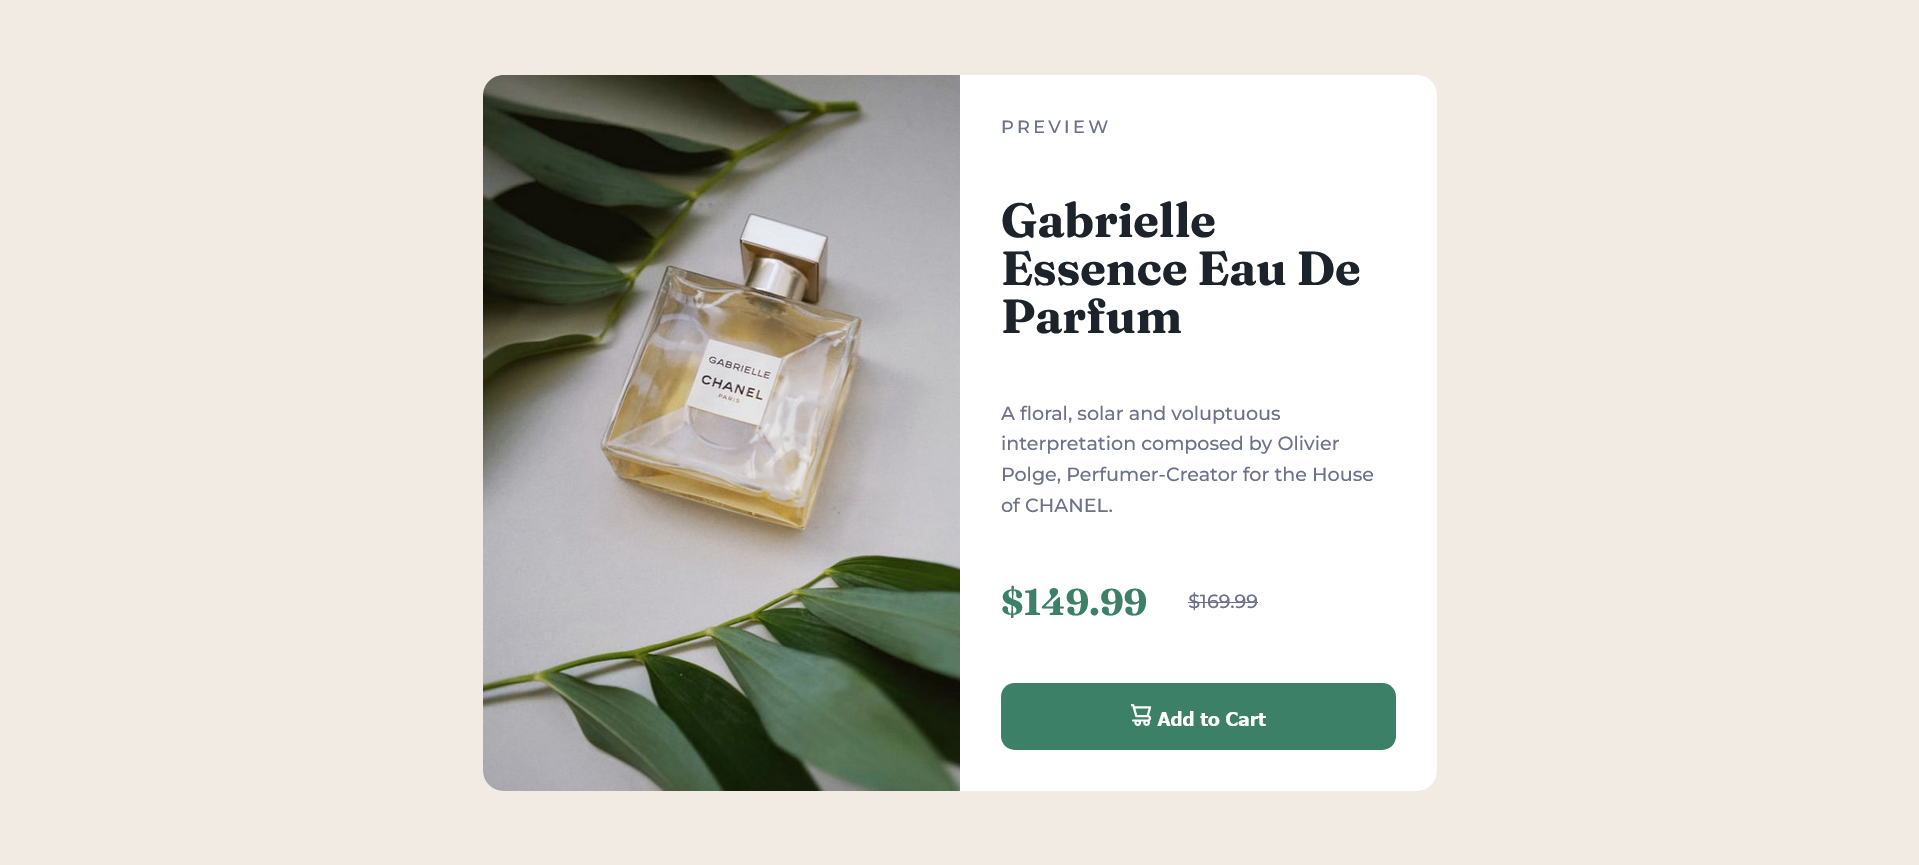 GABRIELLE
CHANEL
PARIS
PREVIEW
Gabrielle
Essence Eau De
Parfum
A floral, solar and voluptuous
interpretation composed by Olivier
Polge, Perfumer-Creator for the House
of CHANEL.
$149.99 $169.99
Add to Cart